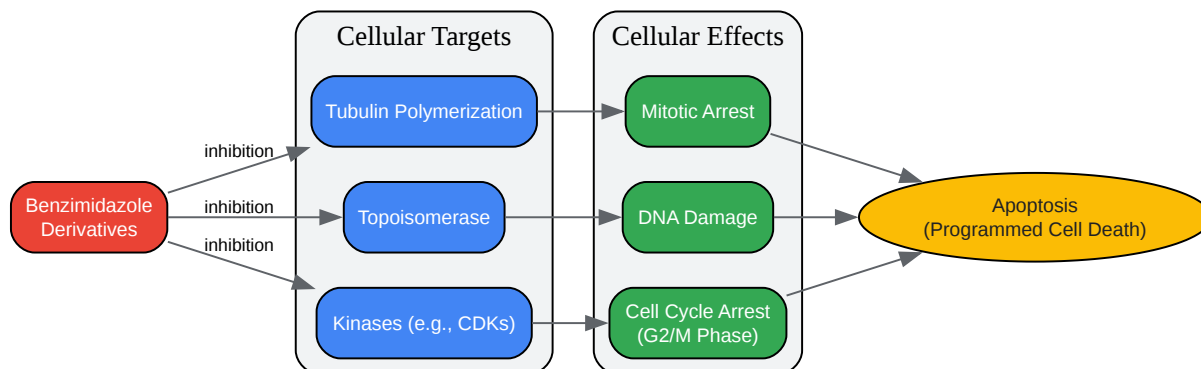 Cellular Targets
Cellular Effects
Tubulin Polymerization
Mitotic Arrest
inhibition
Benzimidazole
Derivatives
inhibition
Topoisomerase
DNA Damage
Apoptosis
(Programmed Cell Death)
inhibition
Kinases (e.g., CDKs)
Cell Cycle Arrest
(G2/M Phase)